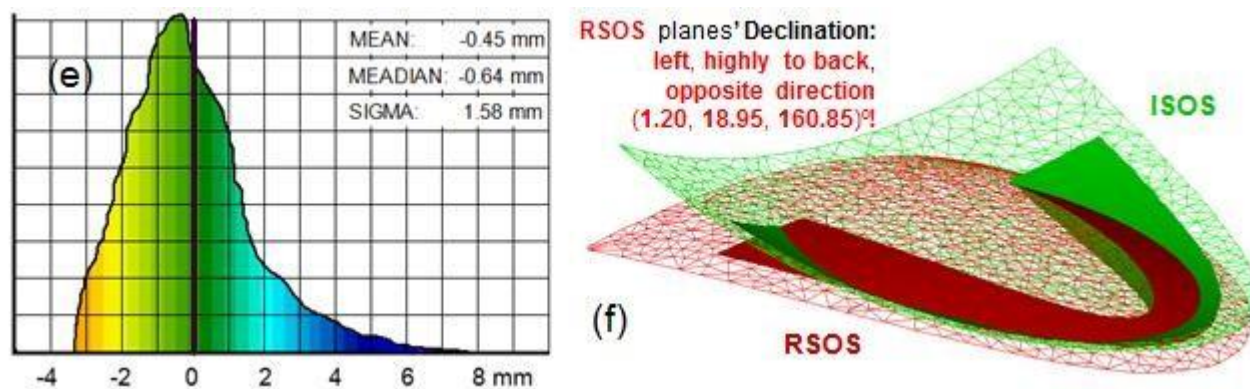 (e)
MEAN: -0.45 mm
MEADIAN: -0.64 mm
SIGMA: 1.58 mm
-4 -2 0 2 4 6 8 mm
RSOS planes' Declination:
left, highly to back,
opposite direction
(1.20, 18.95, 160.85)º!
ISOS
(f)
RSOS